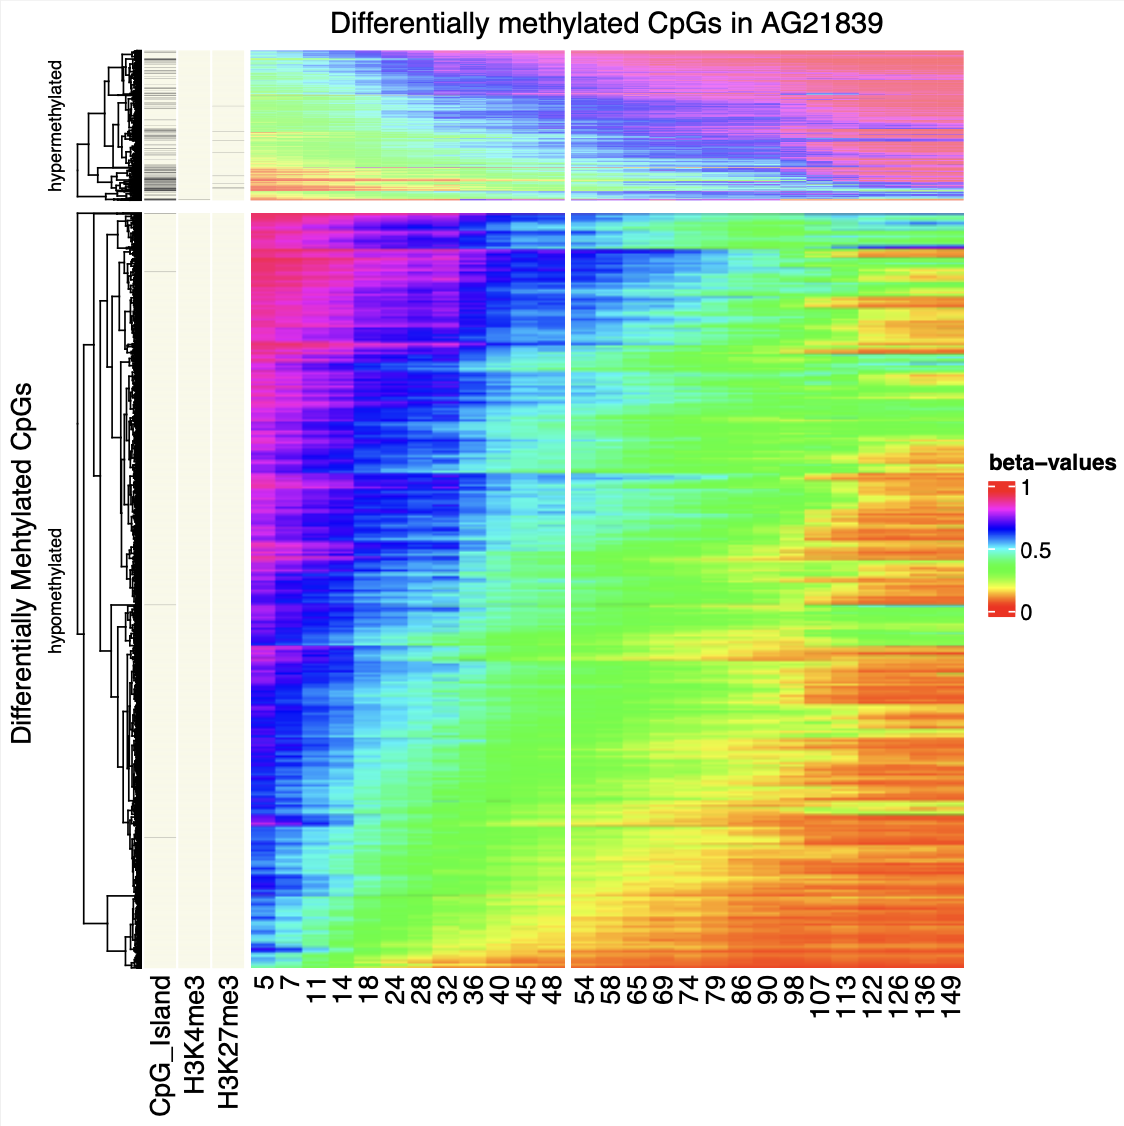 Differentially methylated CpGs in AG21839
hypermethylated
Differentially Mehtylated CpGs
hypomethylated
beta−values
1
0.5
0
CpG_Island
H3K4me3
H3K27me3
5 7 11 14 18 24 28 32 36 40 45 48 54 58 65 69 74 79 86 90 98 107 113 122 126 136 149